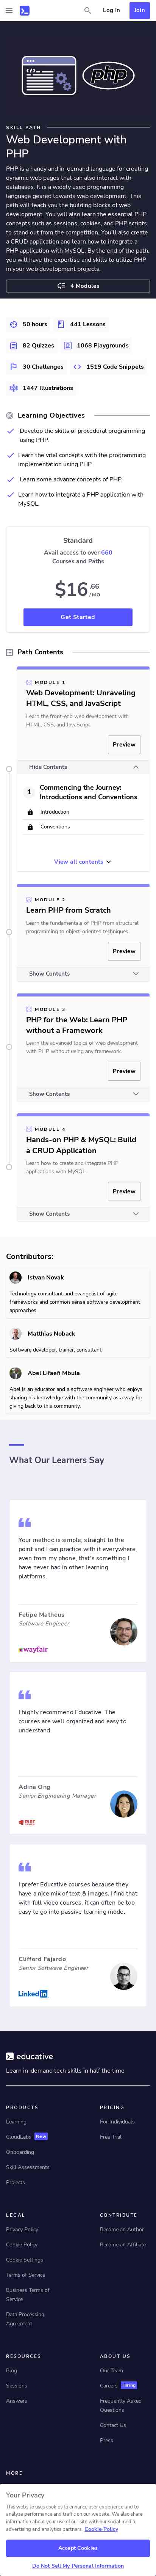 Log In
Join
php
SKILL PATH
Web Development with
PHP
PHP is a handy and in-demand language for creating
dynamic web pages that can also interact with
databases. It is a widely used server programming
language geared towards web development. This
skill path will help you learn the building blocks of
web development. You will also learn the essential PHP
concepts such as sessions, cookies, and PHP scripts
to start on the path to becoming an expert. You'll create
a CRUD application and learn how to integrate a PHP
application with MySQL. By the end of this path, you will
have the expertise and skills to utilize PHP
in your web development projects.
4 Modules
50 hours
441 Lessons
82 Quizzes
1068 Playgrounds
30 Challenges
1519 Code Snippets
1447 Illustrations
Learning Objectives
Develop the skills of procedural programming
using PHP.
Learn the vital concepts with the programming
implementation using PHP.
Learn some advance concepts of PHP.
Learn how to integrate a PHP application with
MySQL.
Standard
Avail access to over 660
Courses and Paths
$16 .66
/ MO
Get Started
Path Contents
MODULE 1
Web Development: Unraveling
HTML, CSS, and JavaScript
Learn the front-end web development with
HTML, CSS, and JavaScript.
Preview
Hide Contents
1
Commencing the Journey:
Introductions and Conventions
Introduction
Conventions
View all contents
MODULE 2
Learn PHP from Scratch
Learn the fundamentals of PHP from structural
programming to object-oriented techniques.
Preview
Show Contents
MODULE 3
PHP for the Web: Learn PHP
without a Framework
Learn the advanced topics of web development
with PHP without using any framework.
Preview
Show Contents
MODULE 4
Hands-on PHP & MySQL: Build
a CRUD Application
Learn how to create and integrate PHP
applications with MySQL.
Preview
Show Contents
Contributors:
Istvan Novak
Technology consultant and evangelist of agile
frameworks and common sense software development
approaches.
Matthias Noback
Software developer, trainer, consultant
Abel Lifaefi Mbula
Abel is an educator and a software engineer who enjoys
sharing his knowledge with the community as a way for
giving back to this community.
What Our Learners Say
Your method is simple, straight to the
point and I can practice with it everywhere,
even from my phone, that's something I
have never had in other learning
platforms.
Felipe Matheus
Software Engineer
wayfair
I highly recommend Educative. The
courses are well organized and easy to
understand.
Adina Ong
Senior Engineering Manager
I prefer Educative courses because they
have a nice mix of text & images. I find that
with full video courses, it can often be too
easy to go into passive learning mode.
Clifford Fajardo
Senior Software Engineer
LinkedIn
educative
Learn in-demand tech skills in half the time
PRODUCTS
PRICING
Learning
For Individuals
CloudLabs New
Free Trial
Onboarding
Skill Assessments
Projects
LEGAL
CONTRIBUTE
Privacy Policy
Become an Author
Cookie Policy
Become an Affiliate
Cookie Settings
Terms of Service
Business Terms of
Service
Data Processing
Agreement
RESOURCES
ABOUT US
Blog
Our Team
Sessions
Careers Hiring
Answers
Frequently Asked
Questions
Contact Us
Press
MORE
Your Privacy
This website uses cookies to enhance user experience and to
analyze performance and traffic on our website. We also
share information about your use of our site with our social
media, advertising and analytics partners. Cookie Policy
Accept Cookies
Do Not Sell My Personal Information